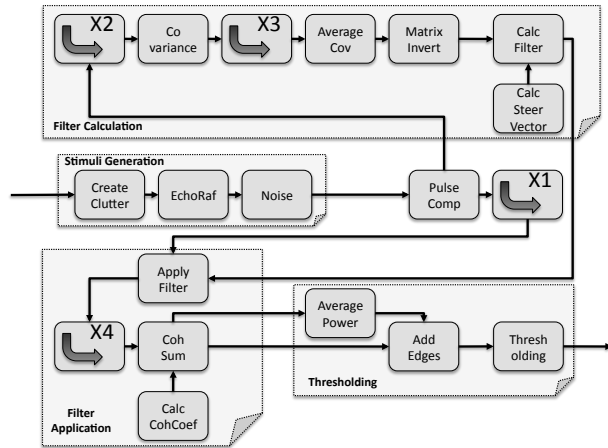 X2
Co
variance
X3
Average
Cov
Matrix
Invert
Calc
Filter
Calc
Steer
Vector
Filter Calculation
Stimuli Generation
Create
Clutter
EchoRaf
Noise
Pulse
Comp
X1
Apply
Filter
X4
Coh
Sum
Calc
CohCoef
Filter
Application
Average
Power
Add
Edges
Thresh
olding
Thresholding